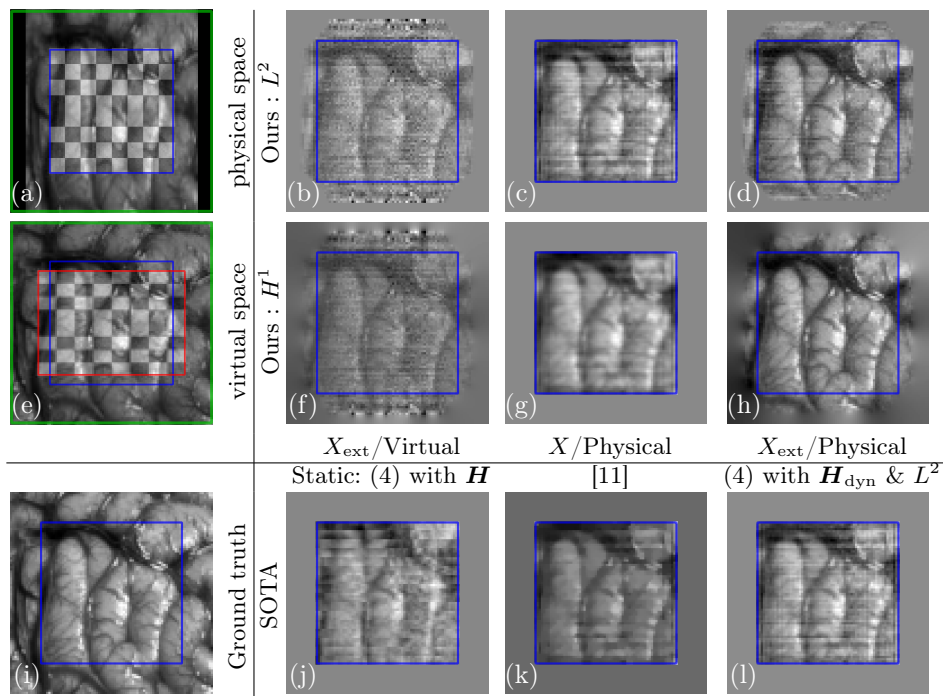 physical space
Ours : L²
(a)
(b)
(c)
(d)
virtual space
Ours : H¹
(e)
(f)
(g)
(h)
X_ext/Virtual
X/Physical
X_ext/Physical
Static: (4) with H
[11]
(4) with H_dyn & L²
Ground truth
SOTA
(i)
(j)
(k)
(l)